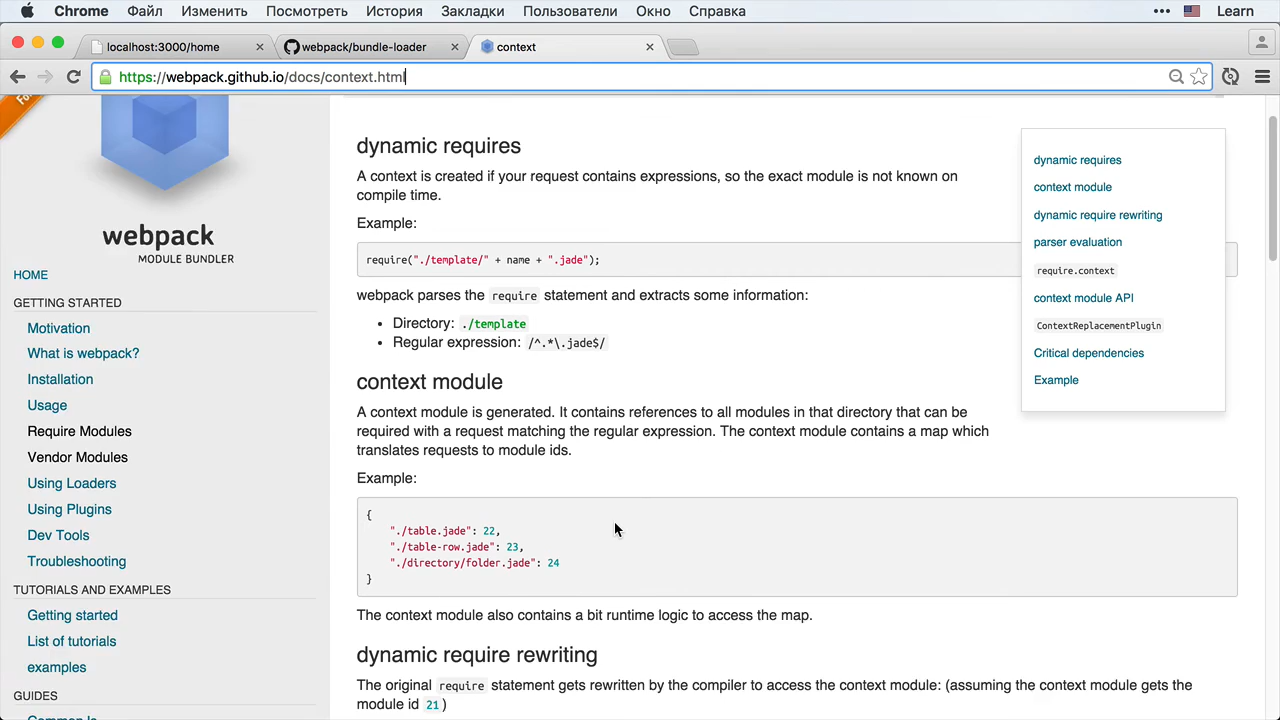 Chrome Файл Изменить Посмотреть История Закладки Пользователи Окно Справка ••• Learn
localhost:3000/home × webpack/bundle-loader × context ×
https://webpack.github.io/docs/context.html
webpack
MODULE BUNDLER
HOME
GETTING STARTED
Motivation
What is webpack?
Installation
Usage
Require Modules
Vendor Modules
Using Loaders
Using Plugins
Dev Tools
Troubleshooting
TUTORIALS AND EXAMPLES
Getting started
List of tutorials
examples
GUIDES
dynamic requires
A context is created if your request contains expressions, so the exact module is not known on
compile time.
Example:
require("./template/" + name + ".jade");
webpack parses the require statement and extracts some information:
• Directory: ./template
• Regular expression: /^.*\.jade$/
context module
A context module is generated. It contains references to all modules in that directory that can be
required with a request matching the regular expression. The context module contains a map which
translates requests to module ids.
Example:
{
"./table.jade": 22,
"./table-row.jade": 23,
"./directory/folder.jade": 24
}
The context module also contains a bit runtime logic to access the map.
dynamic require rewriting
The original require statement gets rewritten by the compiler to access the context module: (assuming the context module gets the
module id 21 )
dynamic requires
context module
dynamic require rewriting
parser evaluation
require.context
context module API
ContextReplacementPlugin
Critical dependencies
Example